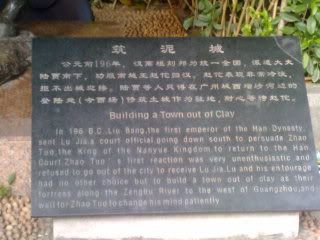 筑泥城
公元前196年，汉高祖刘邦为统一全国，派遣大夫
陆贾南下，劝服南越王赵佗归汉，赵佗表现非常冷淡，
拒不出城迎接。陆贾等人只得在广州城西增埗河边的
登陆处（今西场）修筑土城作为驻地，耐心等待赵佗。
Building a Town out of Clay
In 196 B.C.Liu Bang,the first emperor of the Han Dynasty,
sent Lu Jia,a court official,going down south to persuade Zhao
Tuo,the King of the Nanyue Kingdom,to return to the Han
Court.Zhao Tuo's first reaction was very unenthusiastic and
refused to go out of the city to receive Lu Jia.Lu and his entourage
had no other choice but to build a town out of clay as their
fortress along the Zengbu River to the west of Guangzhou,and
wait for Zhao Tuo to change his mind patiently.